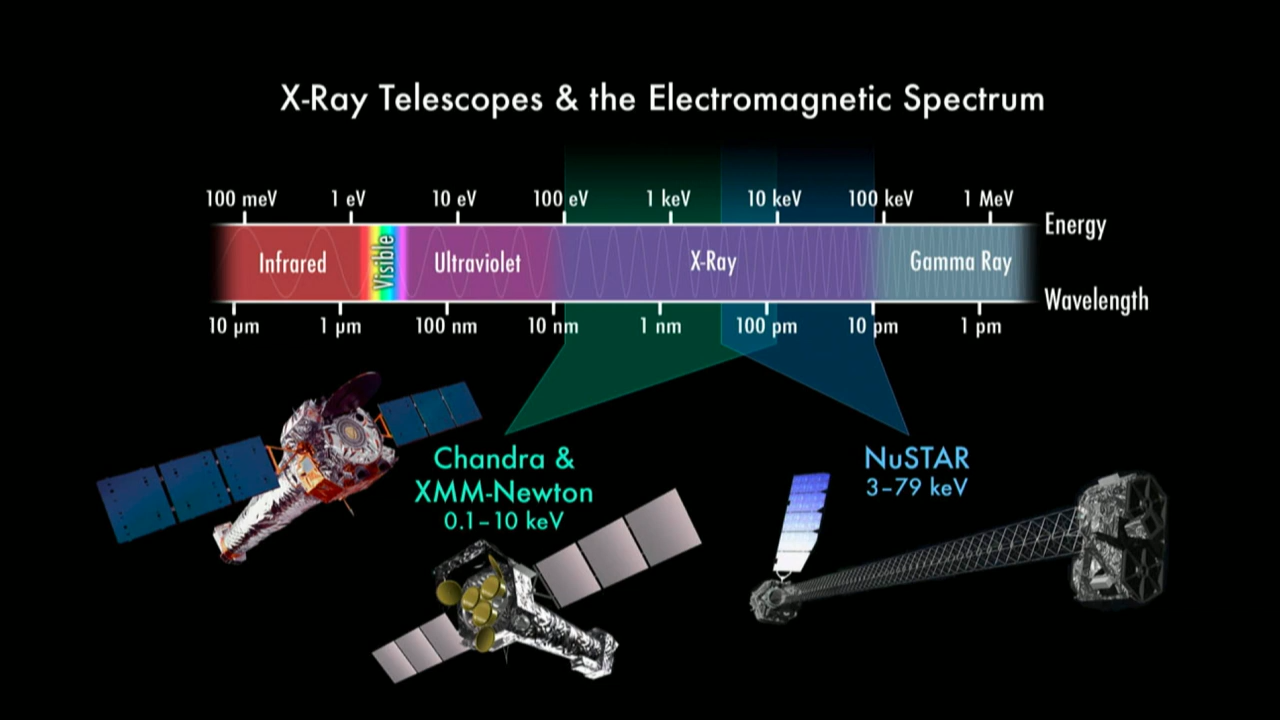 X-Ray Telescopes & the Electromagnetic Spectrum
100 meV 1 eV 10 eV 100 eV 1 keV 10 keV 100 keV 1 MeV
Energy
Infrared Visible Ultraviolet X-Ray Gamma Ray
Wavelength
10 µm 1 µm 100 nm 10 nm 1 nm 100 pm 10 pm 1 pm
Chandra &
XMM-Newton
0.1–10 keV
NuSTAR
3–79 keV